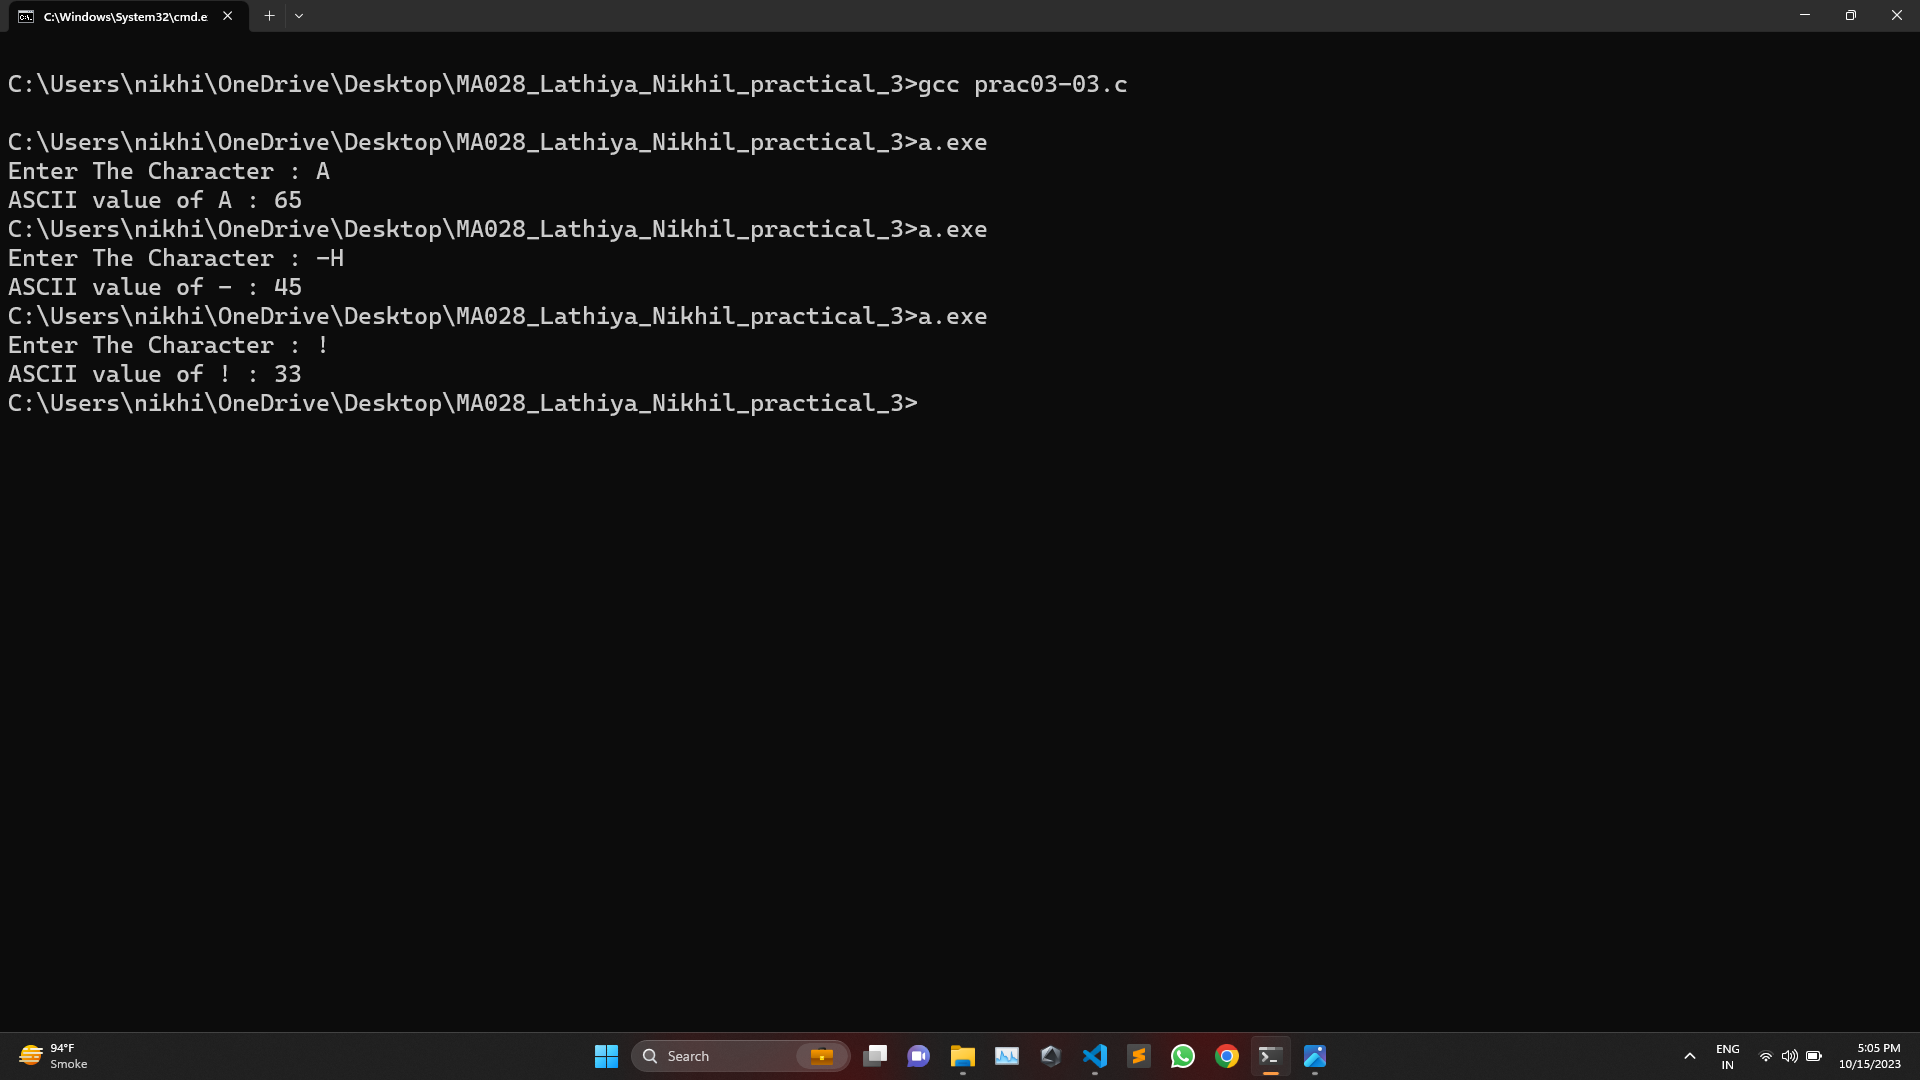 C:\Windows\System32\cmd.e
C:\Users\nikhi\OneDrive\Desktop\MA028_Lathiya_Nikhil_practical_3>gcc prac03-03.c
C:\Users\nikhi\OneDrive\Desktop\MA028_Lathiya_Nikhil_practical_3>a.exe
Enter The Character : A
ASCII value of A : 65
C:\Users\nikhi\OneDrive\Desktop\MA028_Lathiya_Nikhil_practical_3>a.exe
Enter The Character : -H
ASCII value of - : 45
C:\Users\nikhi\OneDrive\Desktop\MA028_Lathiya_Nikhil_practical_3>a.exe
Enter The Character : !
ASCII value of ! : 33
C:\Users\nikhi\OneDrive\Desktop\MA028_Lathiya_Nikhil_practical_3>
94°F
Smoke
Search
ENG
IN
5:05 PM
10/15/2023